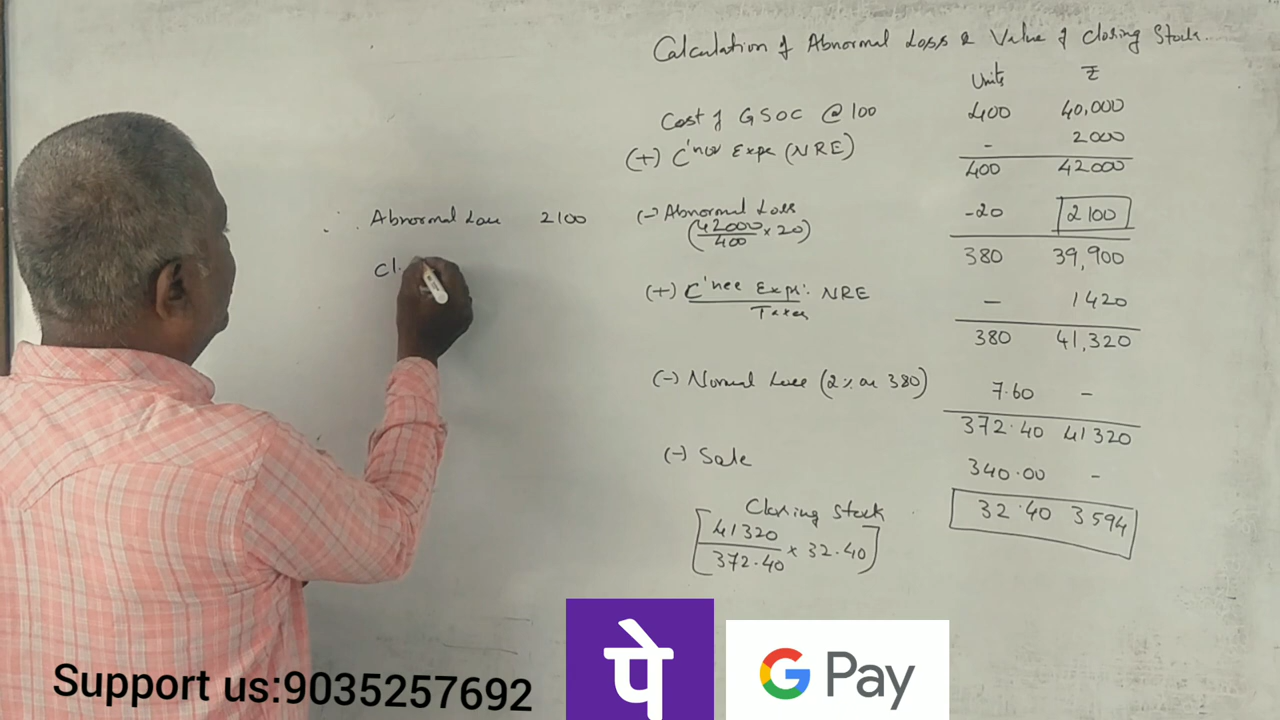 Calculation of Abnormal Loss & Value of closing Stock.
Units ₹
Cost of GSOC @ 100 400 40,000
(+) C'nor Expe (NRE) - 2000
400 42000
(-) Abnormal Loss -20 2100
(42000/400 × 20)
380 39,900
(+) C'nee Exps: NRE — 1420
Taxes
380 41,320
(-) Normal Loss (2% on 380) 7.60 -
372.40 41320
(-) Sale 340.00 -
Closing Stock 32.40 3594
[41320/372.40 × 32.40]
∴ Abnormal Loss 2100
Cl.
Support us:9035257692
पे
G Pay